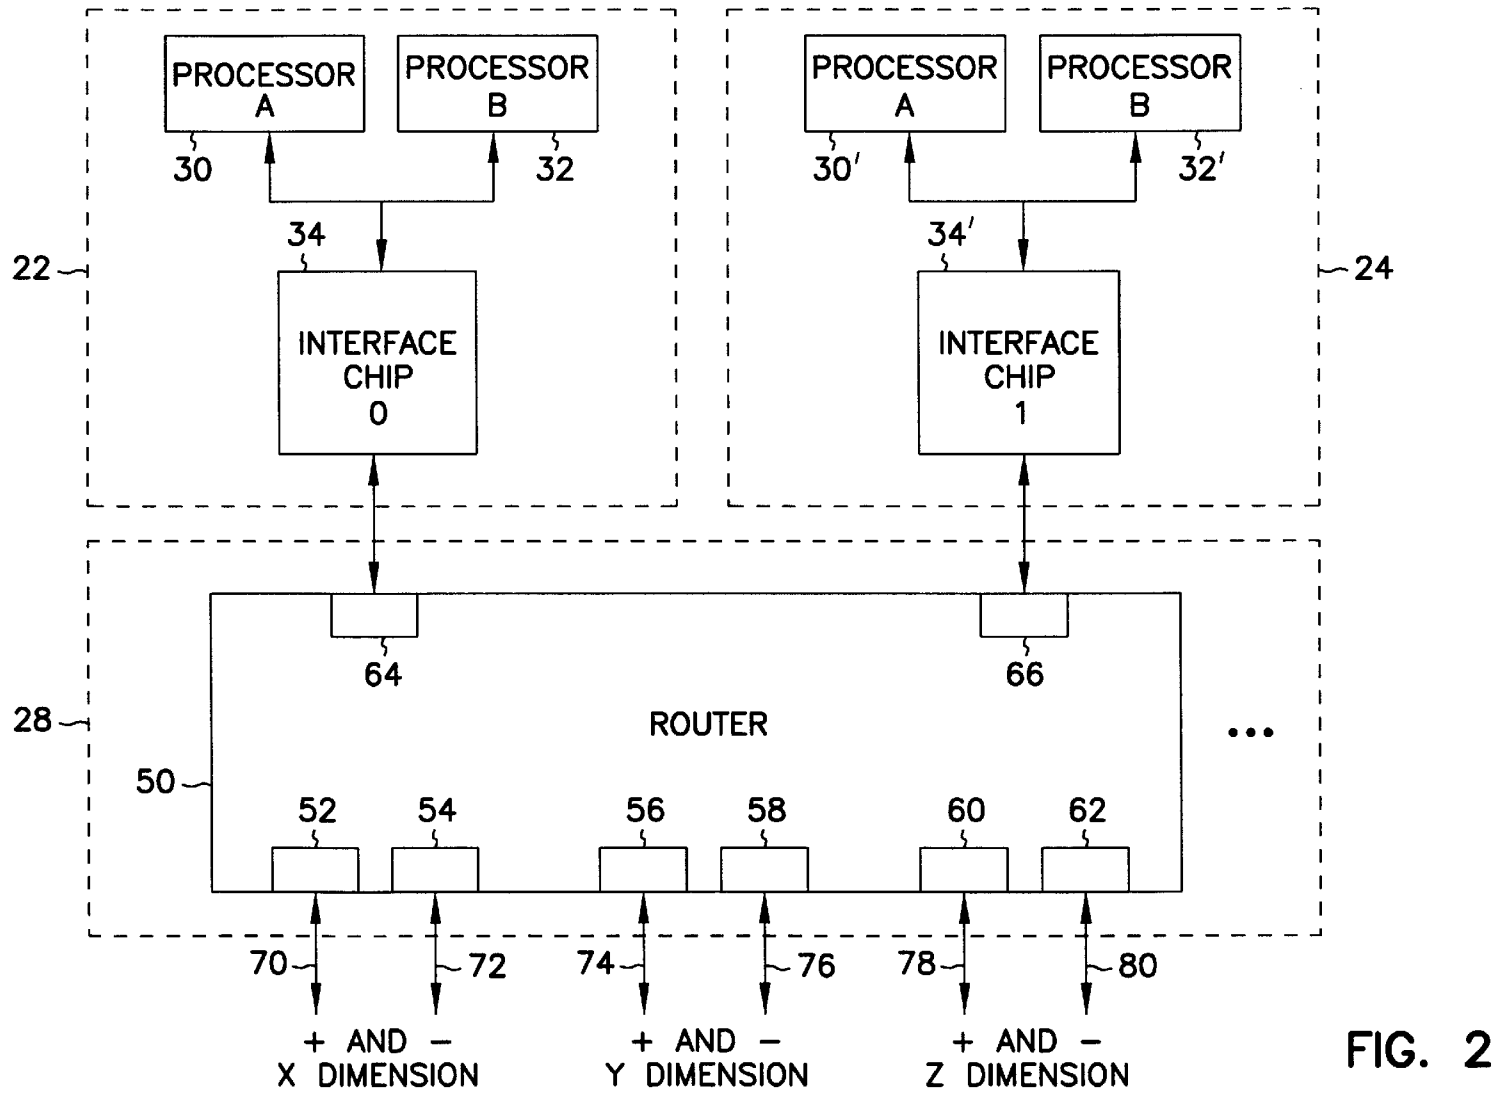 PROCESSOR
A
PROCESSOR
B
PROCESSOR
A
PROCESSOR
B
30
32
30'
32'
34
34'
22
24
INTERFACE
CHIP
0
INTERFACE
CHIP
1
64
66
28
ROUTER
•••
50
52
54
56
58
60
62
70
72
74
76
78
80
+ AND −
X DIMENSION
+ AND −
Y DIMENSION
+ AND −
Z DIMENSION
FIG. 2